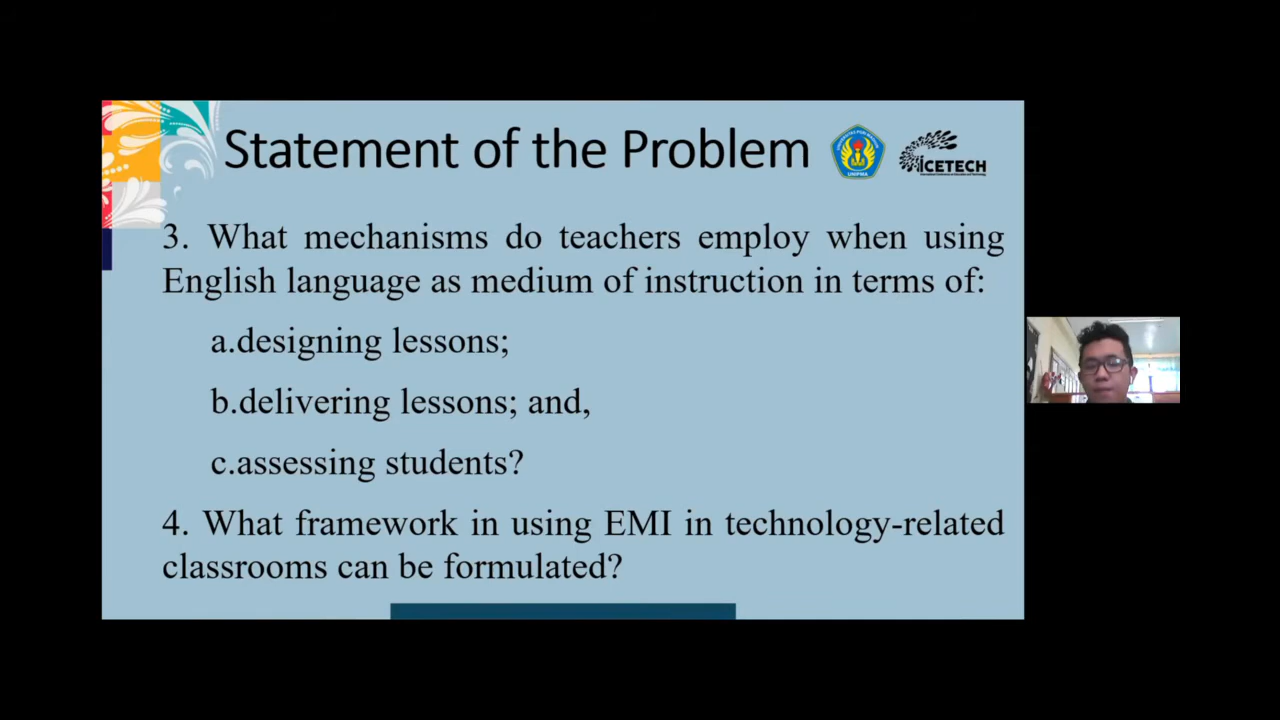 Statement of the Problem
UNIPMA
iCETECH
3. What mechanisms do teachers employ when using
English language as medium of instruction in terms of:
a.designing lessons;
b.delivering lessons; and,
c.assessing students?
4. What framework in using EMI in technology-related
classrooms can be formulated?